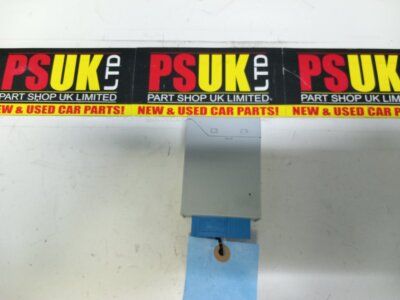 PSUK LTD
PART SHOP UK LIMITED
NEW & USED CAR PARTS!
PSUK LTD
PART SHOP UK LIMITED
NEW & USED CAR PARTS!
PSUK
PART SHOP UK LIMITED
NEW & USED CAR PARTS!